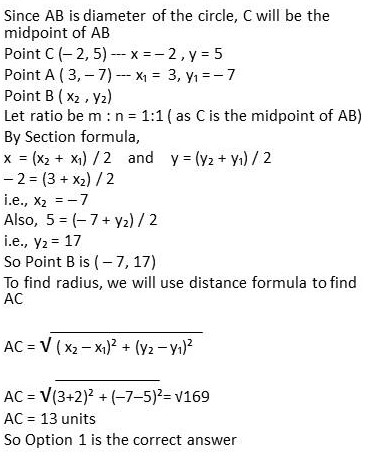 Since AB is diameter of the circle, C will be the
midpoint of AB
Point C (– 2, 5) --- x = – 2 , y = 5
Point A ( 3, – 7) --- x₁ = 3, y₁ = – 7
Point B ( x₂ , y₂)
Let ratio be m : n = 1:1 ( as C is the midpoint of AB)
By Section formula,
x = (x₂ + x₁) / 2 and y = (y₂ + y₁) / 2
– 2 = (3 + x₂) / 2
i.e., x₂ = – 7
Also, 5 = (– 7 + y₂) / 2
i.e., y₂ = 17
So Point B is ( – 7, 17)
To find radius, we will use distance formula to find
AC
AC = √ ( x₂ – x₁)² + (y₂ – y₁)²
AC = √(3+2)² + (–7–5)²= √169
AC = 13 units
So Option 1 is the correct answer